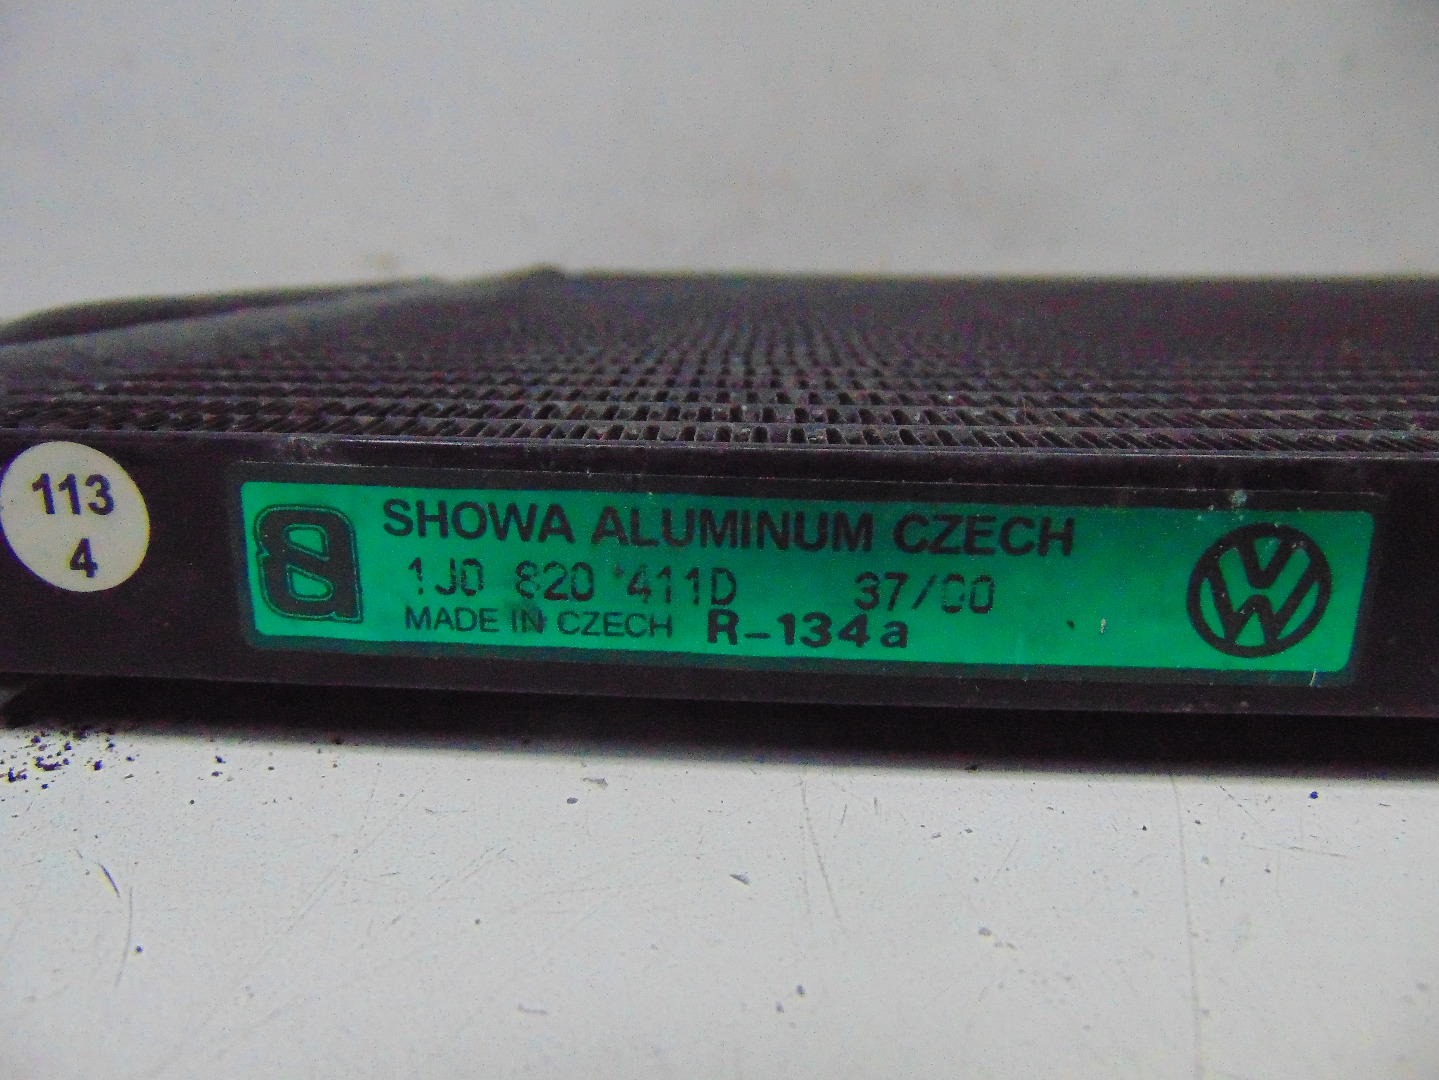 113
4
SHOWA ALUMINUM CZECH
1J0 820 411D 37/00
MADE IN CZECH R-134a